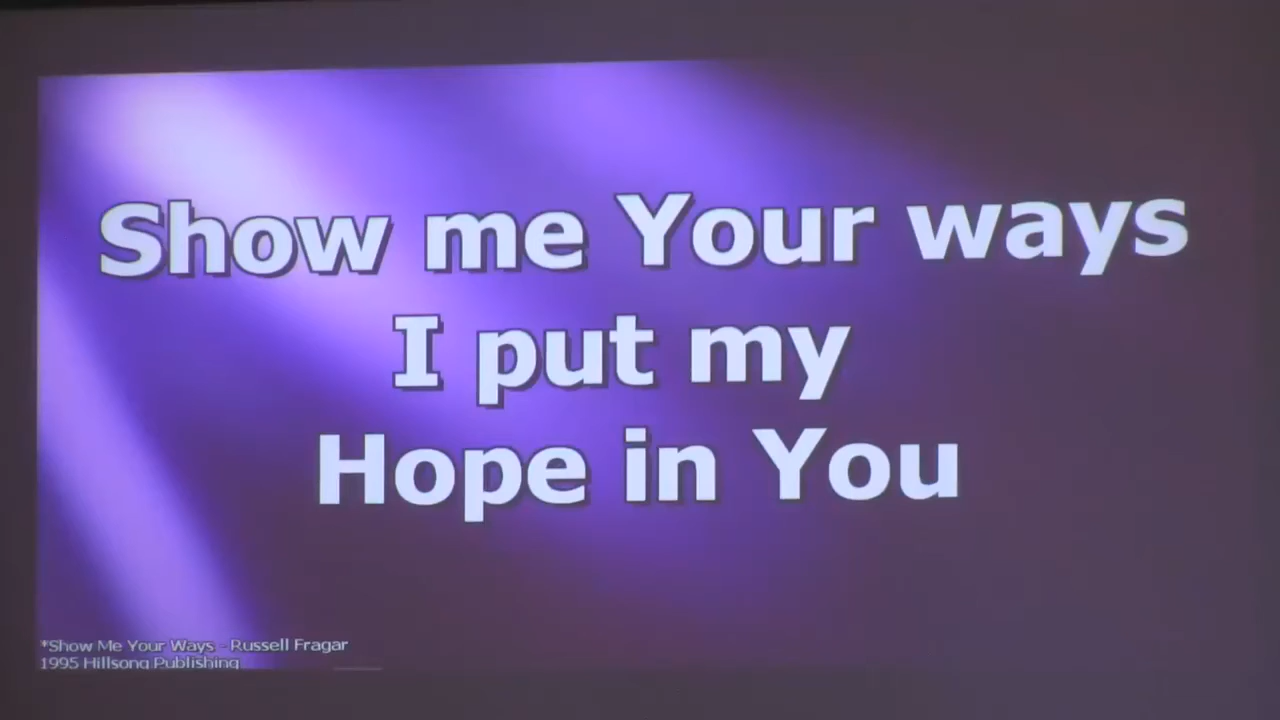 Show me Your ways
I put my
Hope in You
*Show Me Your Ways - Russell Fragar
1995 Hillsong Publishing